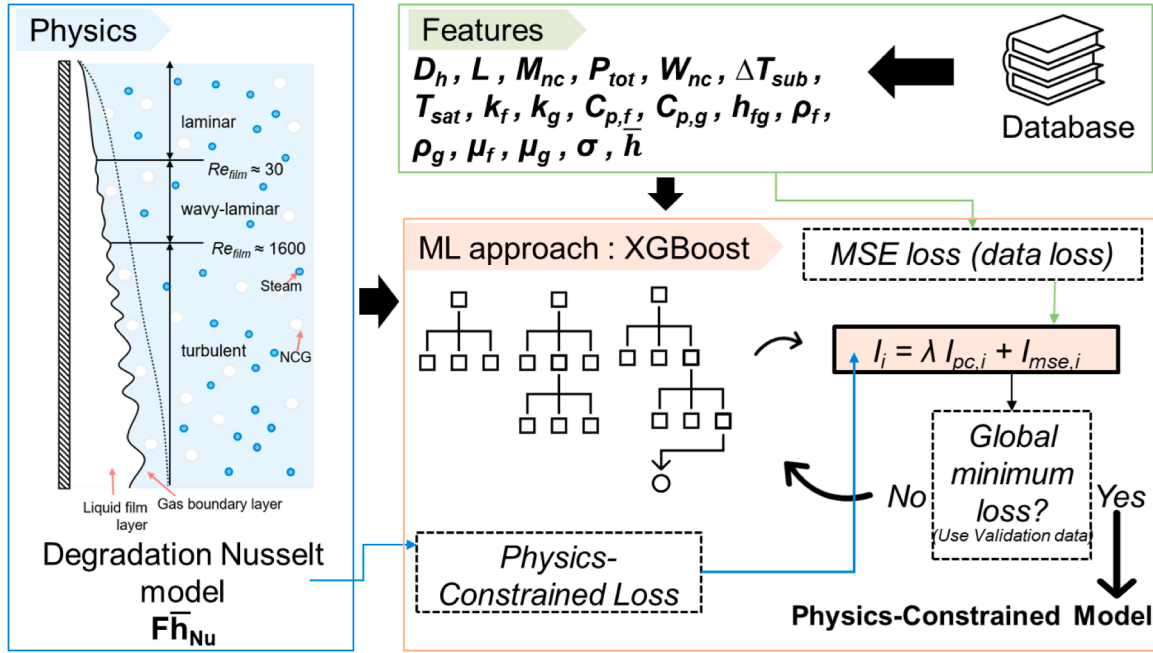 Physics
laminar
Re_film ≈ 30
wavy-laminar
Re_film ≈ 1600
Steam
NCG
turbulent
Liquid film
layer
Gas boundary layer
Degradation Nusselt
model
Fh̅_Nu
Features
D_h , L , M_nc , P_tot , W_nc , ΔT_sub ,
T_sat , k_f , k_g , C_p,f , C_p,g , h_fg , ρ_f ,
ρ_g , μ_f , μ_g , σ , h̅
Database
ML approach : XGBoost
MSE loss (data loss)
I_i = λ I_pc,i + I_mse,i
Global
minimum
loss?
(Use Validation data)
No
Yes
Physics-
Constrained Loss
Physics-Constrained Model